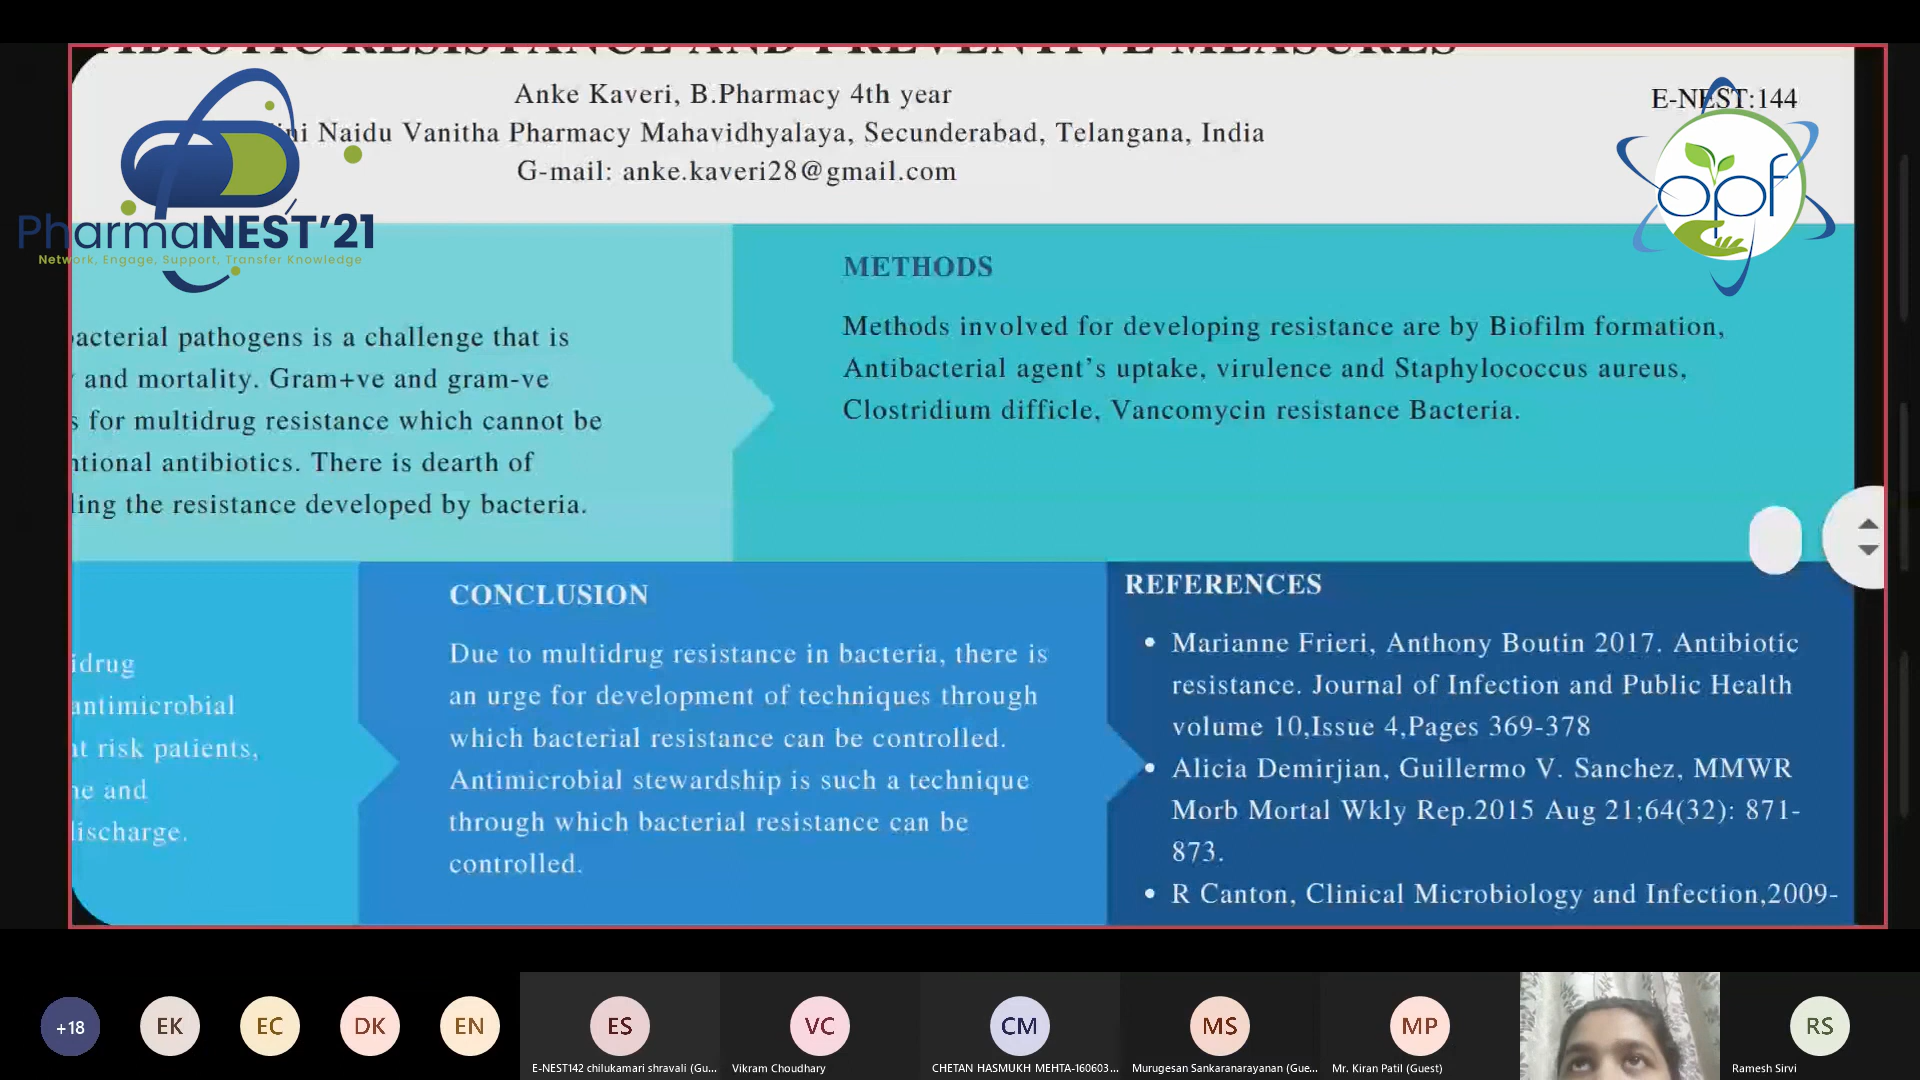 ABIOTIC RESISTANCE AND PREVENTIVE MEASURES
Anke Kaveri, B.Pharmacy 4th year
Naidu Vanitha Pharmacy Mahavidhyalaya, Secunderabad, Telangana, India
G-mail: anke.kaveri28@gmail.com
E-NEST:144
PharmaNEST'21
Network, Engage, Support, Transfer Knowledge
opf
pathogens is a challenge that is
and mortality. Gram+ve and gram-ve
for multidrug resistance which cannot be
antibiotics. There is dearth of
the resistance developed by bacteria.
METHODS
Methods involved for developing resistance are by Biofilm formation,
Antibacterial agent's uptake, virulence and Staphylococcus aureus,
Clostridium difficle, Vancomycin resistance Bacteria.
antimicrobial
risk patients,
and
CONCLUSION
Due to multidrug resistance in bacteria, there is
an urge for development of techniques through
which bacterial resistance can be controlled.
Antimicrobial stewardship is such a technique
through which bacterial resistance can be
controlled.
REFERENCES
• Marianne Frieri, Anthony Boutin 2017. Antibiotic
resistance. Journal of Infection and Public Health
volume 10,Issue 4,Pages 369-378
• Alicia Demirjian, Guillermo V. Sanchez, MMWR
Morb Mortal Wkly Rep.2015 Aug 21;64(32): 871-
873.
• R Canton, Clinical Microbiology and Infection,2009-
+18
EK
EC
DK
EN
ES
VC
CM
MS
MP
RS
E-NEST142 chilukamari shravali (Gu...
Vikram Choudhary
CHETAN HASMUKH MEHTA-160603...
Murugesan Sankaranarayanan (Gue...
Mr. Kiran Patil (Guest)
Ramesh Sirvi